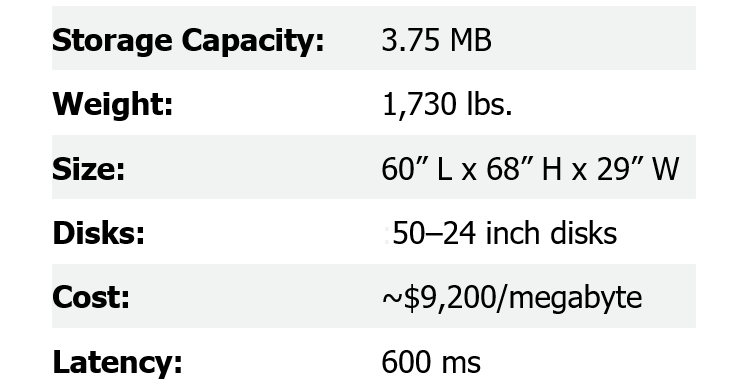 Storage Capacity: 3.75 MB
Weight: 1,730 lbs.
Size: 60″ L x 68″ H x 29″ W
Disks: 50–24 inch disks
Cost: ~$9,200/megabyte
Latency: 600 ms